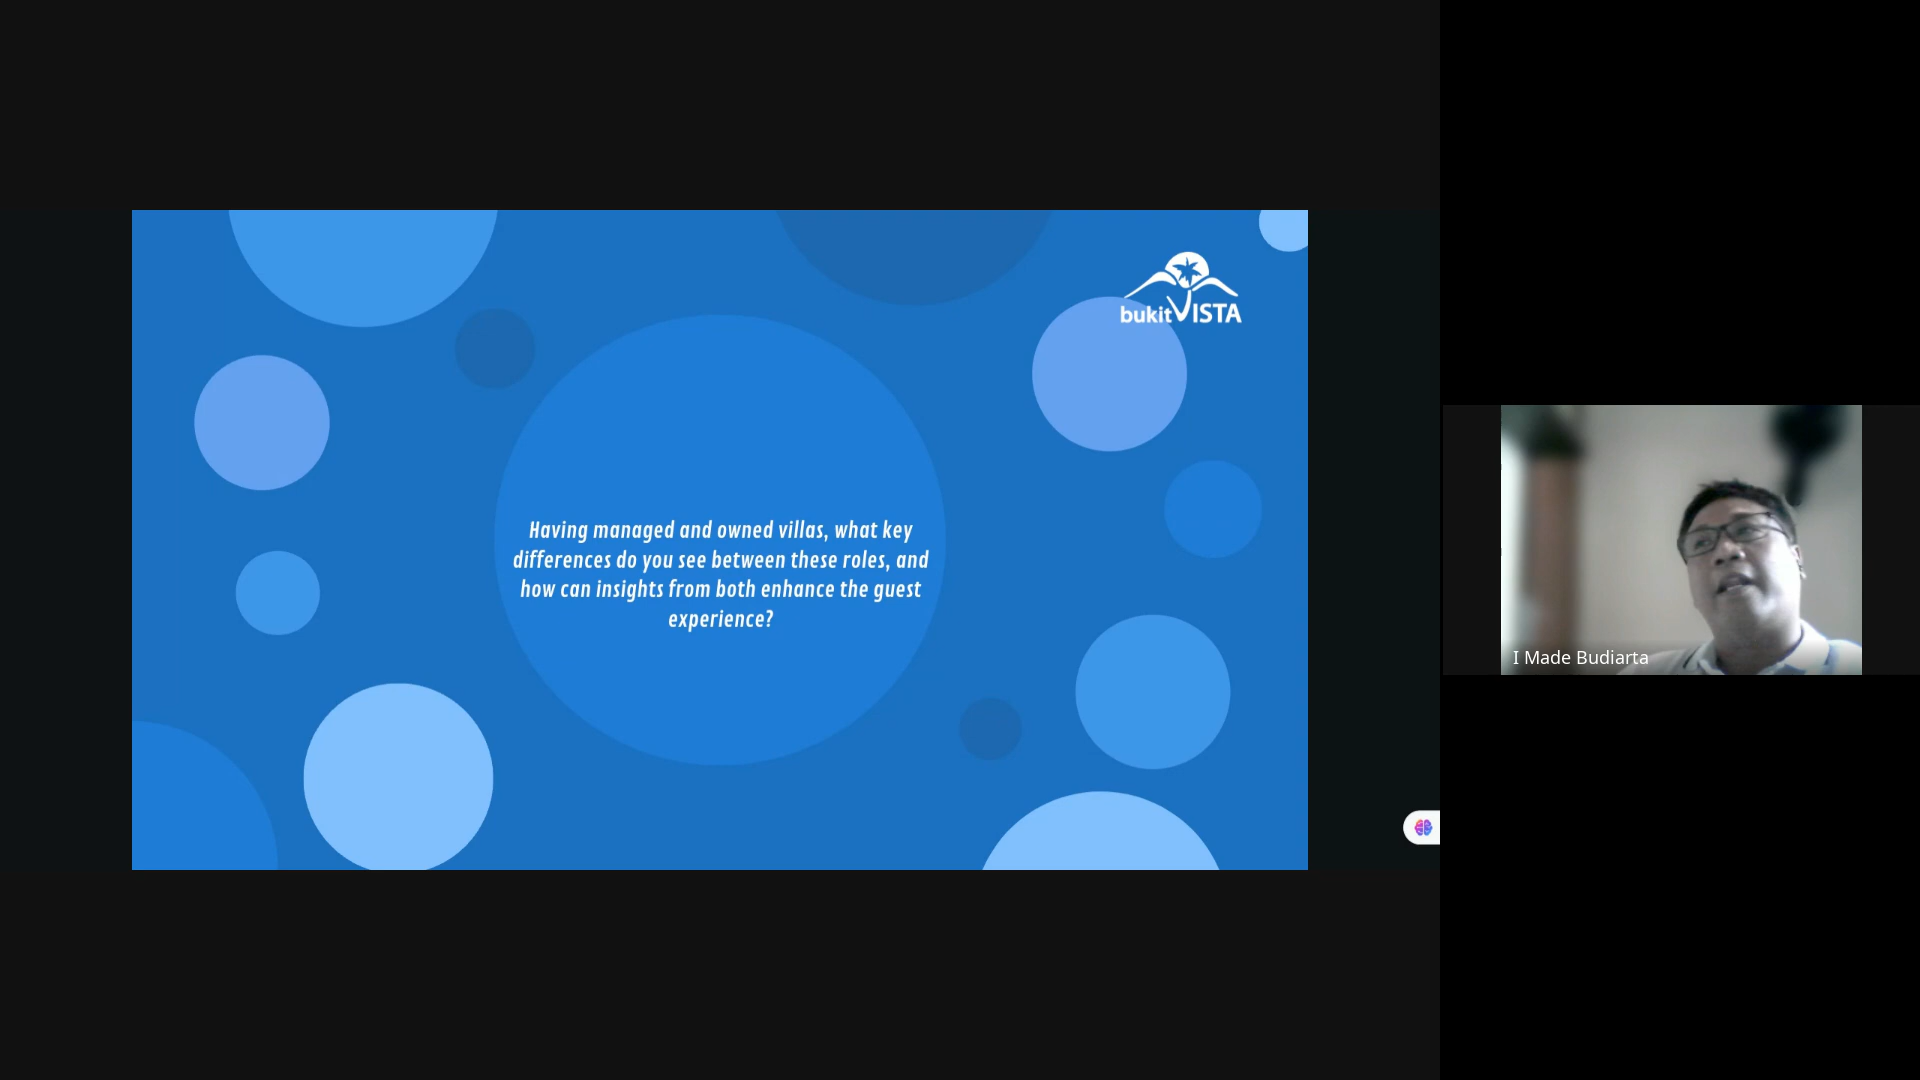 bukitVISTA
Having managed and owned villas, what key
differences do you see between these roles, and
how can insights from both enhance the guest
experience?
I Made Budiarta